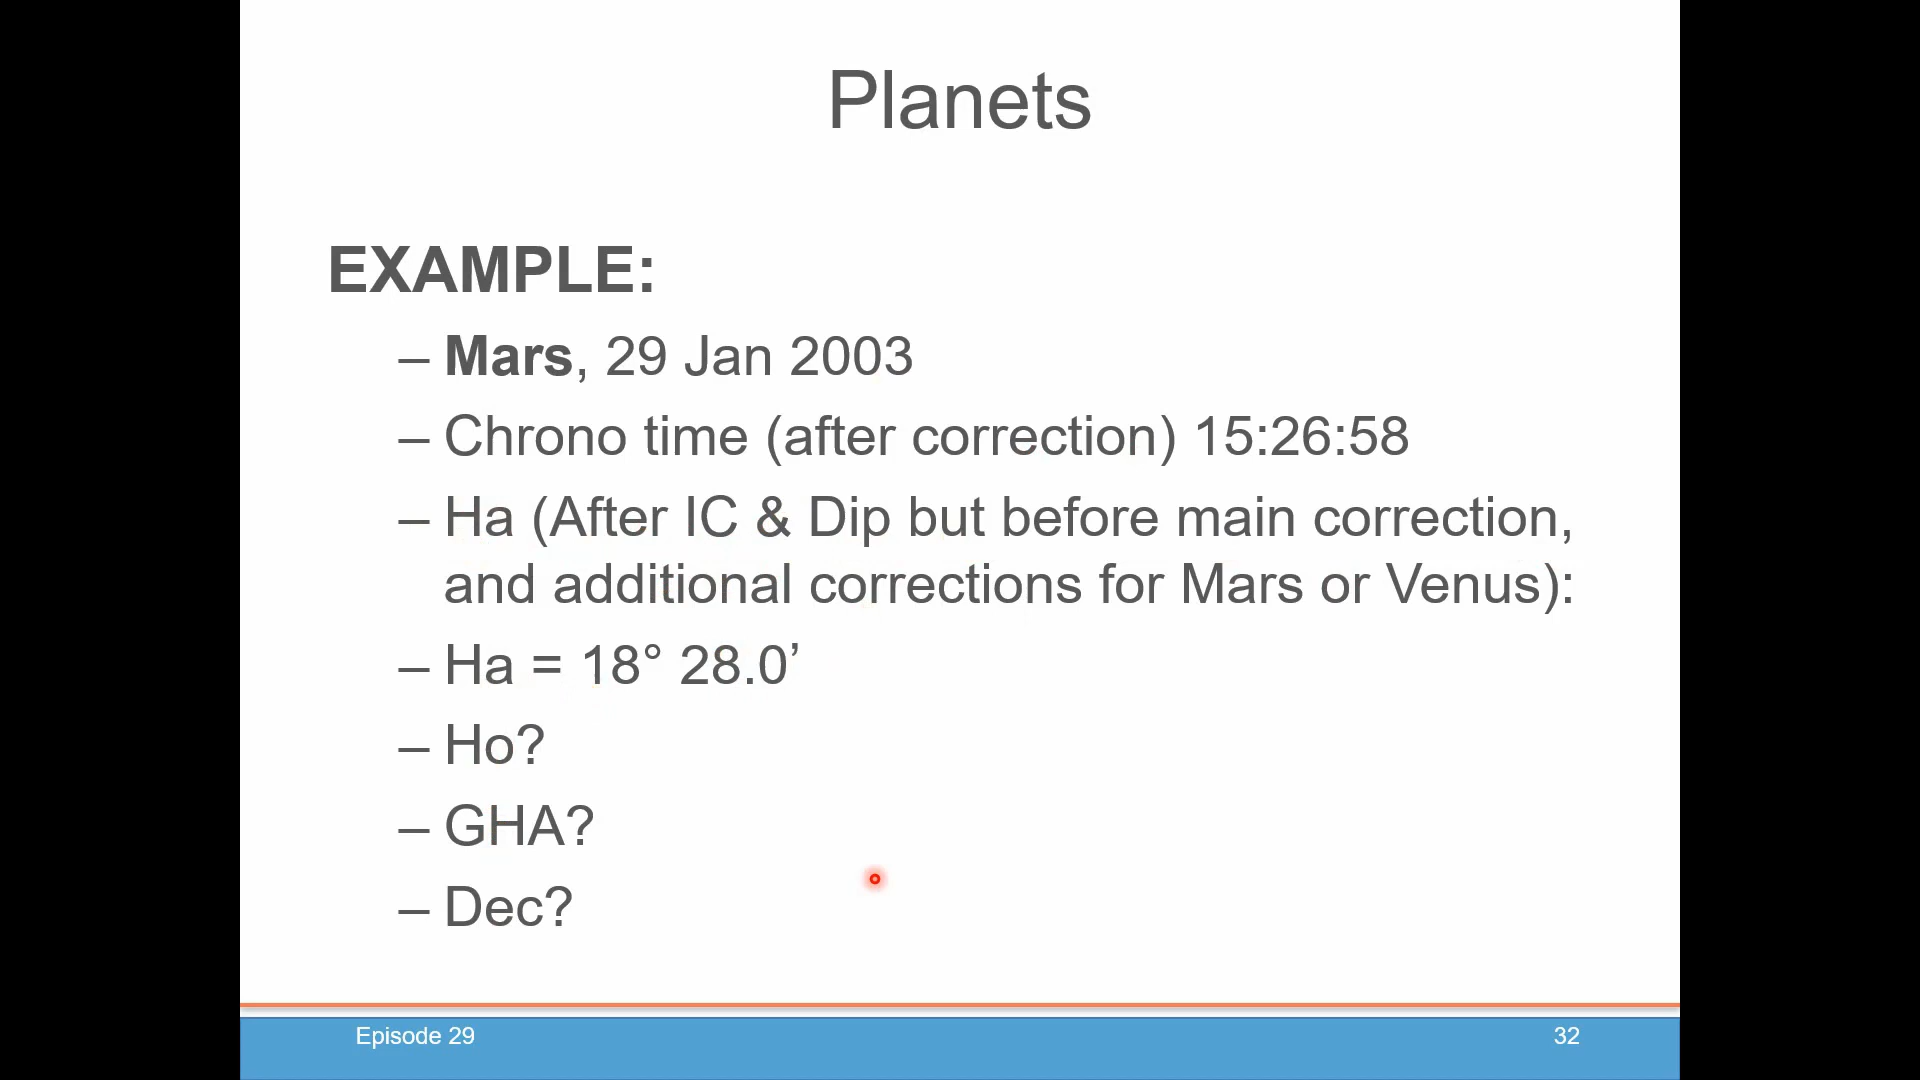 Planets
EXAMPLE:
– Mars, 29 Jan 2003
– Chrono time (after correction) 15:26:58
– Ha (After IC & Dip but before main correction,
and additional corrections for Mars or Venus):
– Ha = 18° 28.0’
– Ho?
– GHA?
– Dec?
Episode 29
32